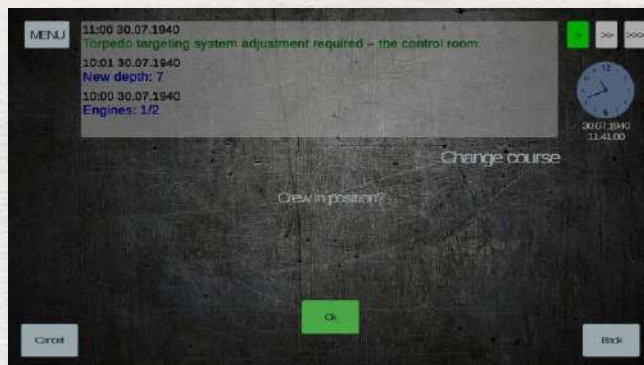 MENU
11:00 30.07.1940
Torpedo targeting system adjustment required – the control room
10:01 30.07.1940
New depth: 7
10:00 30.07.1940
Engines: 1/2
> >> >>>
12
6
30.07.1940
11:41:00
Change course
Crew in position?
Ok
Cancel
Back